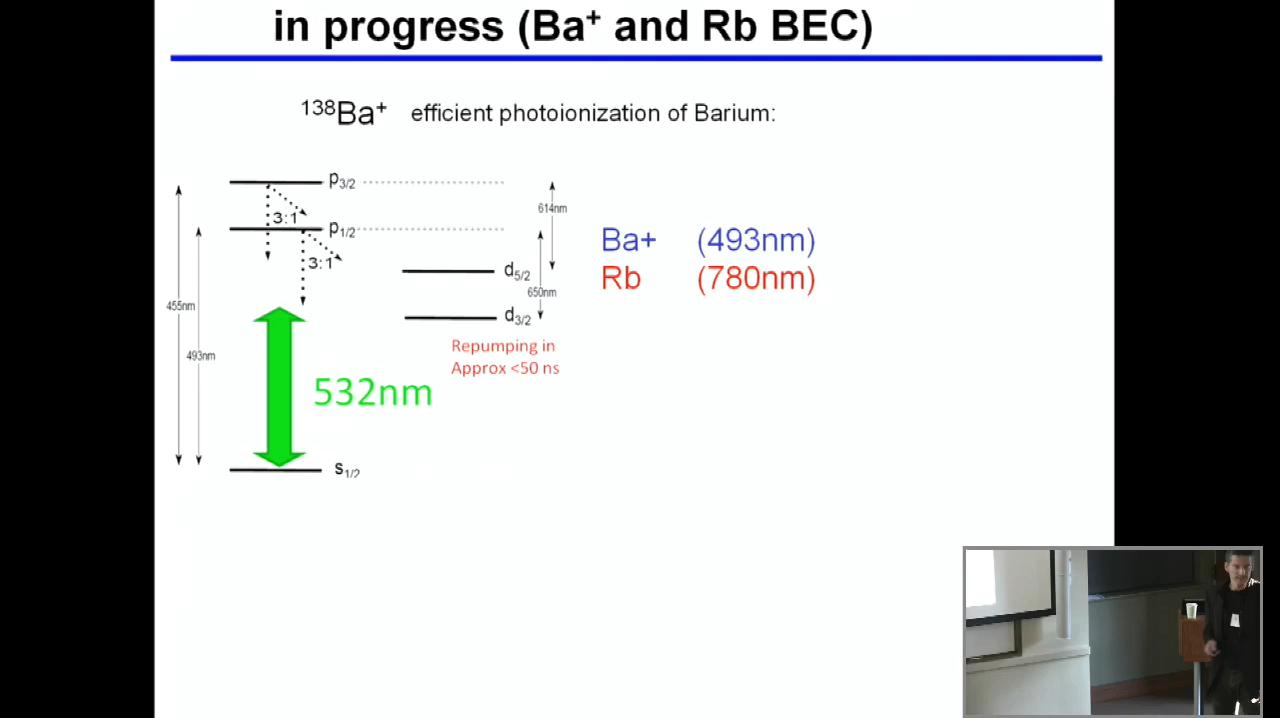 in progress (Ba⁺ and Rb BEC)
¹³⁸Ba⁺ efficient photoionization of Barium:
p3/2
614nm
3:1
p1/2
Ba+ (493nm)
3:1
d5/2
Rb (780nm)
650nm
455nm
d3/2
493nm
Repumping in
Approx <50 ns
532nm
s1/2